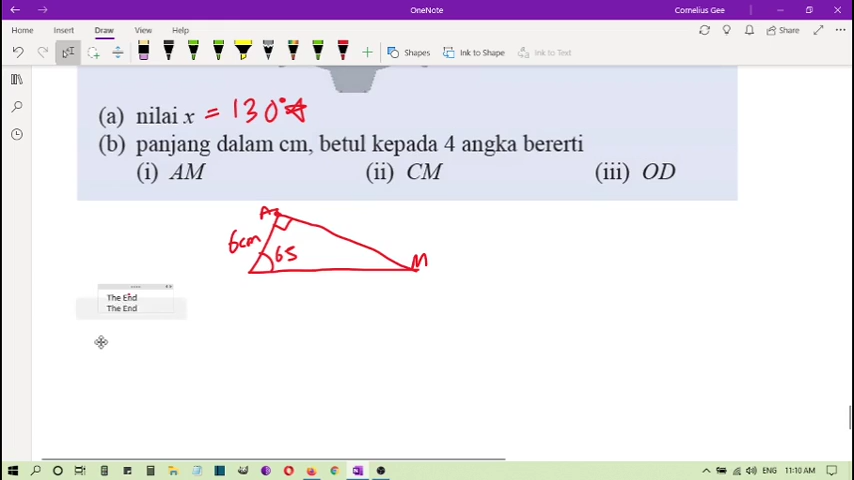 OneNote
Cornelius Gee
Home Insert Draw View Help
Share
Shapes
Ink to Shape
Ink to Text
(a) nilai x = 130°
(b) panjang dalam cm, betul kepada 4 angka bererti
(i) AM (ii) CM (iii) OD
A
6cm
65
M
The End
The End
ENG 11:10 AM